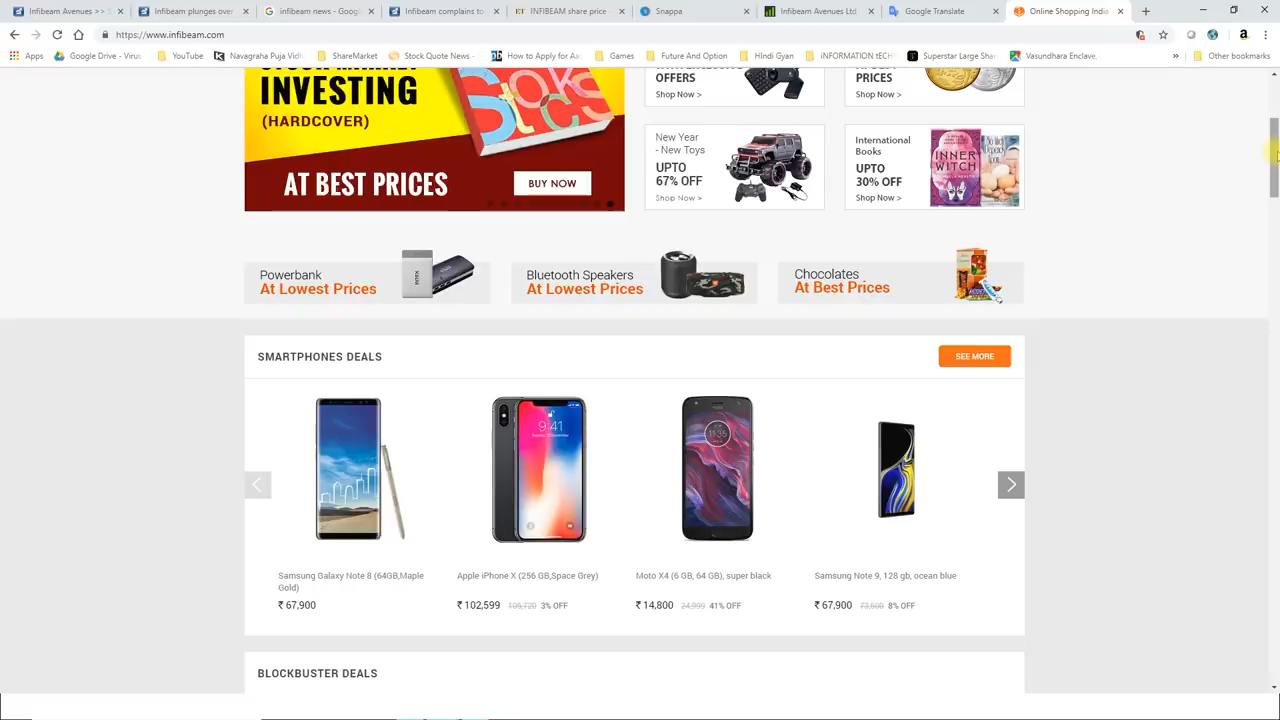 Infibeam Avenues >> S
Infibeam plunges over
infibeam news - Googl
Infibeam complains to
INFIBEAM share price
Snappa
Infibeam Avenues Ltd
Google Translate
Online Shopping India
https://www.infibeam.com
Apps
Google Drive - Virus
YouTube
Navagraha Puja Vidh
ShareMarket
Stock Quote News -
How to Apply for Aad
Games
Future And Option
HIndi Gyan
iNFORMATION tECH
Superstar Large Shar
Vasundhara Enclave,
»
Other bookmarks
INVESTING
(HARDCOVER)
AT BEST PRICES
BUY NOW
OFFERS
Shop Now >
PRICES
Shop Now >
New Year
- New Toys
UPTO
67% OFF
Shop Now >
International
Books
UPTO
30% OFF
Shop Now >
INNER
WITCH
Powerbank
At Lowest Prices
Bluetooth Speakers
At Lowest Prices
Chocolates
At Best Prices
SMARTPHONES DEALS
SEE MORE
9:41
11:35
Samsung Galaxy Note 8 (64GB,Maple
Gold)
₹ 67,900
Apple iPhone X (256 GB,Space Grey)
₹ 102,599 105,720 3% OFF
Moto X4 (6 GB, 64 GB), super black
₹ 14,800 24,999 41% OFF
Samsung Note 9, 128 gb, ocean blue
₹ 67,900 73,600 8% OFF
BLOCKBUSTER DEALS